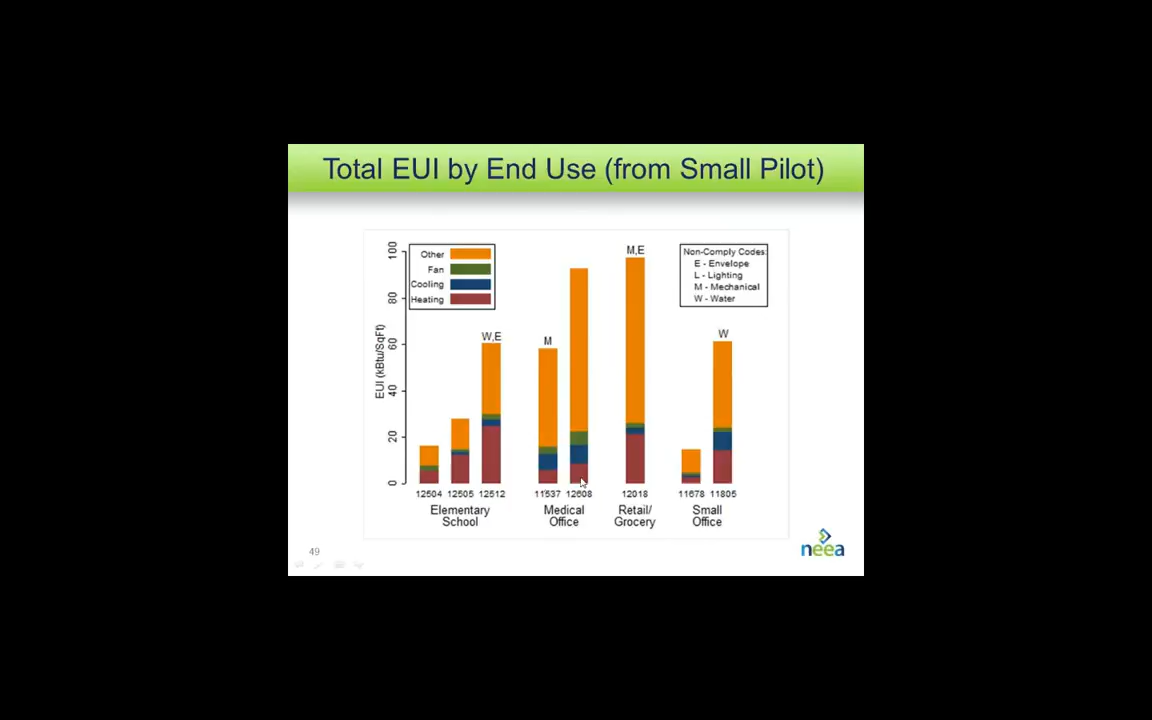 Total EUI by End Use (from Small Pilot)
Other
Fan
Cooling
Heating
Non-Comply Codes:
E - Envelope
L - Lighting
M - Mechanical
W - Water
EUI (kBtu/SqFt)
100
80
60
40
20
0
W,E
M
M,E
W
12504 12505 12512 11537 12608 12018 11678 11805
Elementary School
Medical Office
Retail/ Grocery
Small Office
49
neea